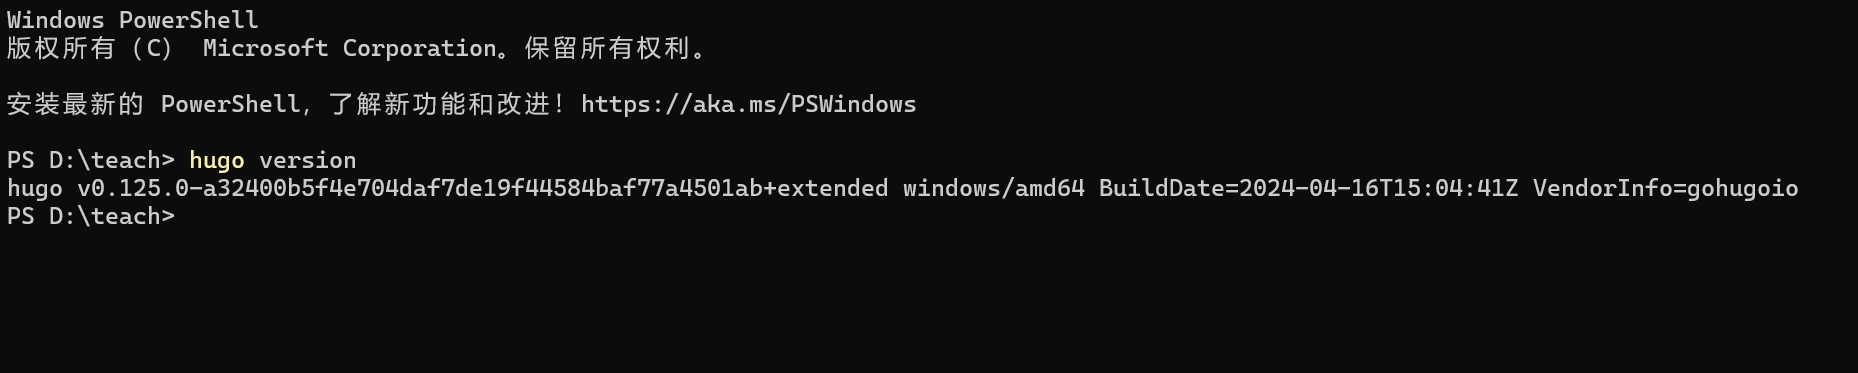 Windows PowerShell
版权所有（C） Microsoft Corporation。保留所有权利。
安装最新的 PowerShell，了解新功能和改进！https://aka.ms/PSWindows
PS D:\teach> hugo version
hugo v0.125.0-a32400b5f4e704daf7de19f44584baf77a4501ab+extended windows/amd64 BuildDate=2024-04-16T15:04:41Z VendorInfo=gohugoio
PS D:\teach>